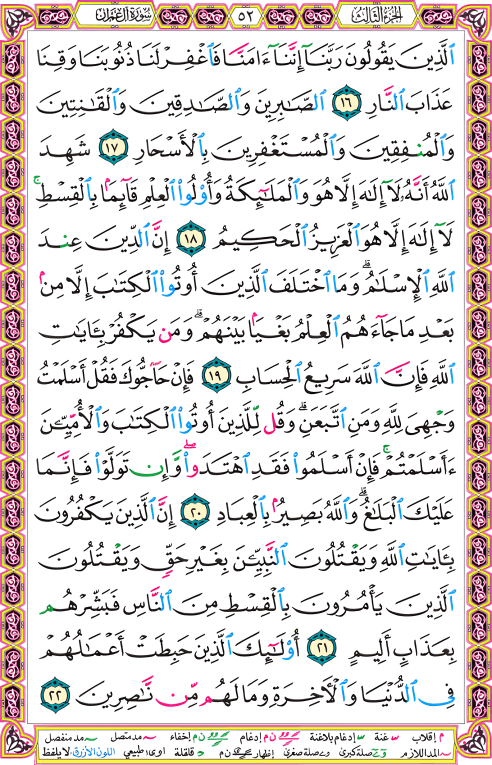 الجزء الثالث ٥٢ سورة آل عمران
ٱلَّذِينَ يَقُولُونَ رَبَّنَآ إِنَّنَآ ءَامَنَّا فَٱغْفِرْ لَنَا ذُنُوبَنَا وَقِنَا
عَذَابَ ٱلنَّارِ ١٦ ٱلصَّٰبِرِينَ وَٱلصَّٰدِقِينَ وَٱلْقَٰنِتِينَ
وَٱلْمُنفِقِينَ وَٱلْمُسْتَغْفِرِينَ بِٱلْأَسْحَارِ ١٧ شَهِدَ
ٱللَّهُ أَنَّهُۥ لَآ إِلَٰهَ إِلَّا هُوَ وَٱلْمَلَٰٓئِكَةُ وَأُو۟لُوا۟ ٱلْعِلْمِ قَآئِمًۢا بِٱلْقِسْطِ ۚ
لَآ إِلَٰهَ إِلَّا هُوَ ٱلْعَزِيزُ ٱلْحَكِيمُ ١٨ إِنَّ ٱلدِّينَ عِندَ
ٱللَّهِ ٱلْإِسْلَٰمُ ۗ وَمَا ٱخْتَلَفَ ٱلَّذِينَ أُوتُوا۟ ٱلْكِتَٰبَ إِلَّا مِنۢ
بَعْدِ مَا جَآءَهُمُ ٱلْعِلْمُ بَغْيًۢا بَيْنَهُمْ ۗ وَمَن يَكْفُرْ بِـَٔايَٰتِ
ٱللَّهِ فَإِنَّ ٱللَّهَ سَرِيعُ ٱلْحِسَابِ ١٩ فَإِنْ حَآجُّوكَ فَقُلْ أَسْلَمْتُ
وَجْهِىَ لِلَّهِ وَمَنِ ٱتَّبَعَنِ ۗ وَقُل لِّلَّذِينَ أُوتُوا۟ ٱلْكِتَٰبَ وَٱلْأُمِّيِّـۧنَ
ءَأَسْلَمْتُمْ ۚ فَإِنْ أَسْلَمُوا۟ فَقَدِ ٱهْتَدَوا۟ ۖ وَّإِن تَوَلَّوْا۟ فَإِنَّمَا
عَلَيْكَ ٱلْبَلَٰغُ ۗ وَٱللَّهُ بَصِيرٌۢ بِٱلْعِبَادِ ٢٠ إِنَّ ٱلَّذِينَ يَكْفُرُونَ
بِـَٔايَٰتِ ٱللَّهِ وَيَقْتُلُونَ ٱلنَّبِيِّـۧنَ بِغَيْرِ حَقٍّ وَيَقْتُلُونَ
ٱلَّذِينَ يَأْمُرُونَ بِٱلْقِسْطِ مِنَ ٱلنَّاسِ فَبَشِّرْهُم
بِعَذَابٍ أَلِيمٍ ٢١ أُو۟لَٰٓئِكَ ٱلَّذِينَ حَبِطَتْ أَعْمَٰلُهُمْ
فِى ٱلدُّنْيَا وَٱلْأَخِرَةِ وَمَا لَهُم مِّن نَّٰصِرِينَ ٢٢
م إقلاب س غنة س إدغام بلاغنة ن م إدغام ن م إخفاء مد متصل مد منفصل
المد اللازم صلة كبرى صلة صغرى إظهار ن م قلقلة اوى طبيعي اللون الأزرق لا يلفظ